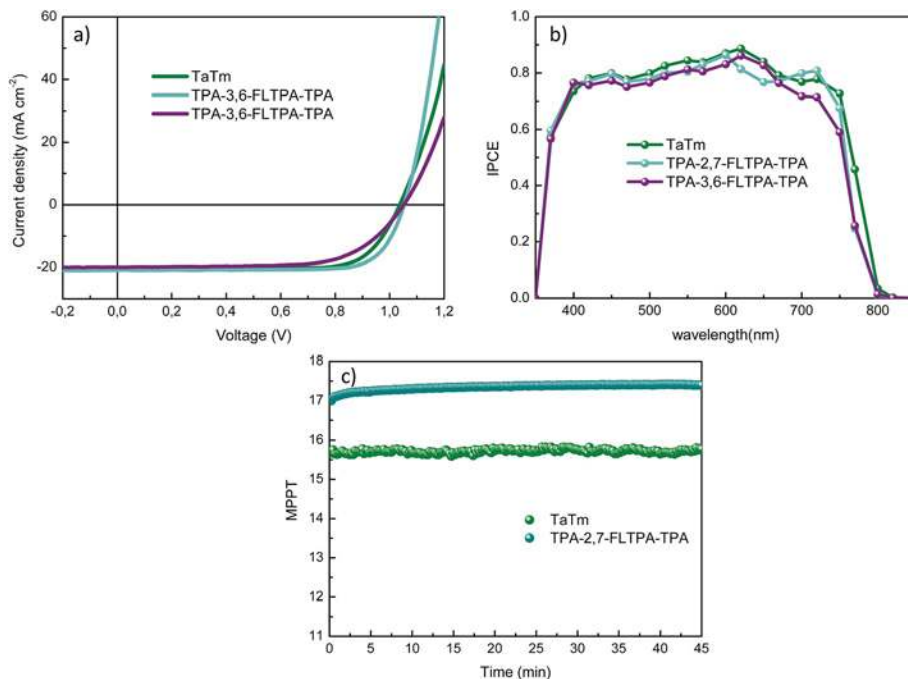 a)
60
40
20
0
-20
-30
Current density (mA cm-2)
TaTm
TPA-3,6-FLTPA-TPA
TPA-3,6-FLTPA-TPA
-0,2
0,0
0,2
0,4
0,6
0,8
1,0
1,2
Voltage (V)
b)
1.0
0.8
0.6
0.4
0.2
0.0
IPCE
TaTm
TPA-2,7-FLTPA-TPA
TPA-3,6-FLTPA-TPA
400
500
600
700
800
wavelength(nm)
c)
18
17
16
15
14
13
12
11
MPPT
TaTm
TPA-2,7-FLTPA-TPA
0
5
10
15
20
25
30
35
40
45
Time (min)